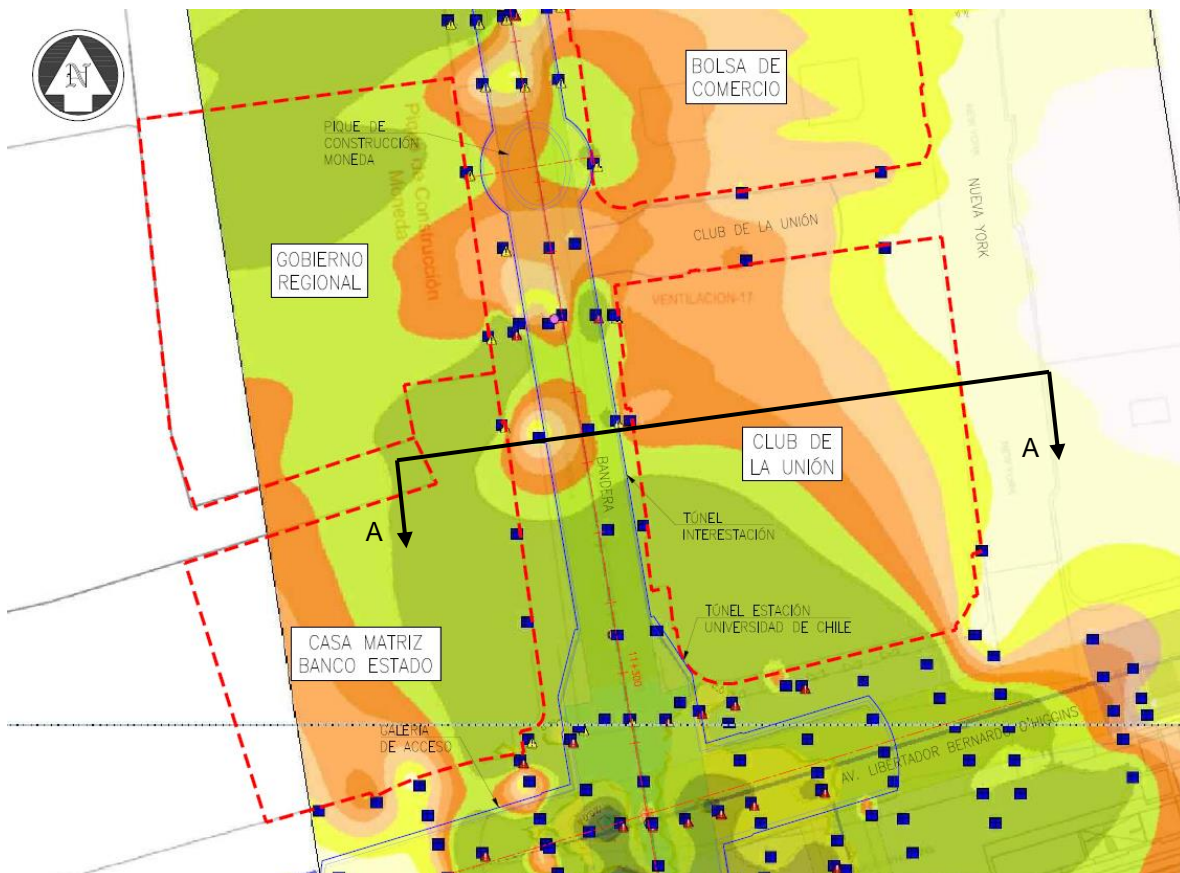 N
BOLSA DE
COMERCIO
PIQUE DE
CONSTRUCCIÓN
MONEDA
Pique de Construcción
Moneda
NUEVA YORK
NEW YORK
CLUB DE LA UNIÓN
GOBIERNO
REGIONAL
VENTILACION-17
CLUB DE
LA UNIÓN
A
A
BANDERA
TÚNEL
INTERESTACIÓN
TÚNEL ESTACIÓN
UNIVERSIDAD DE CHILE
CASA MATRIZ
BANCO ESTADO
11+300
GALERIA
DE ACCESO
AV. LIBERTADOR BERNARDO O'HIGGINS